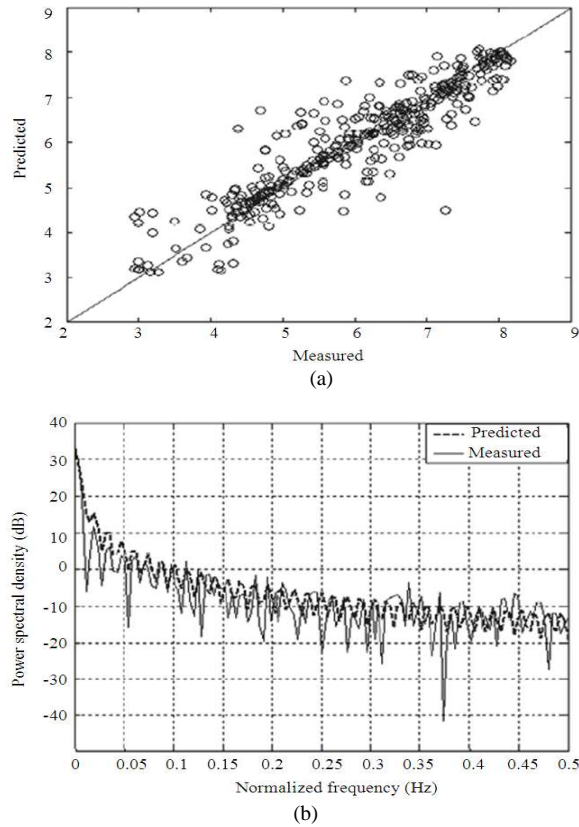 9
8
7
6
5
4
3
2
Predicted
2 3 4 5 6 7 8 9
Measured
(a)
40
30
20
10
0
-10
-20
-30
-40
Power spectral density (dB)
Predicted
Measured
0 0.05 0.1 0.15 0.2 0.25 0.3 0.35 0.4 0.45 0.5
Normalized frequency (Hz)
(b)